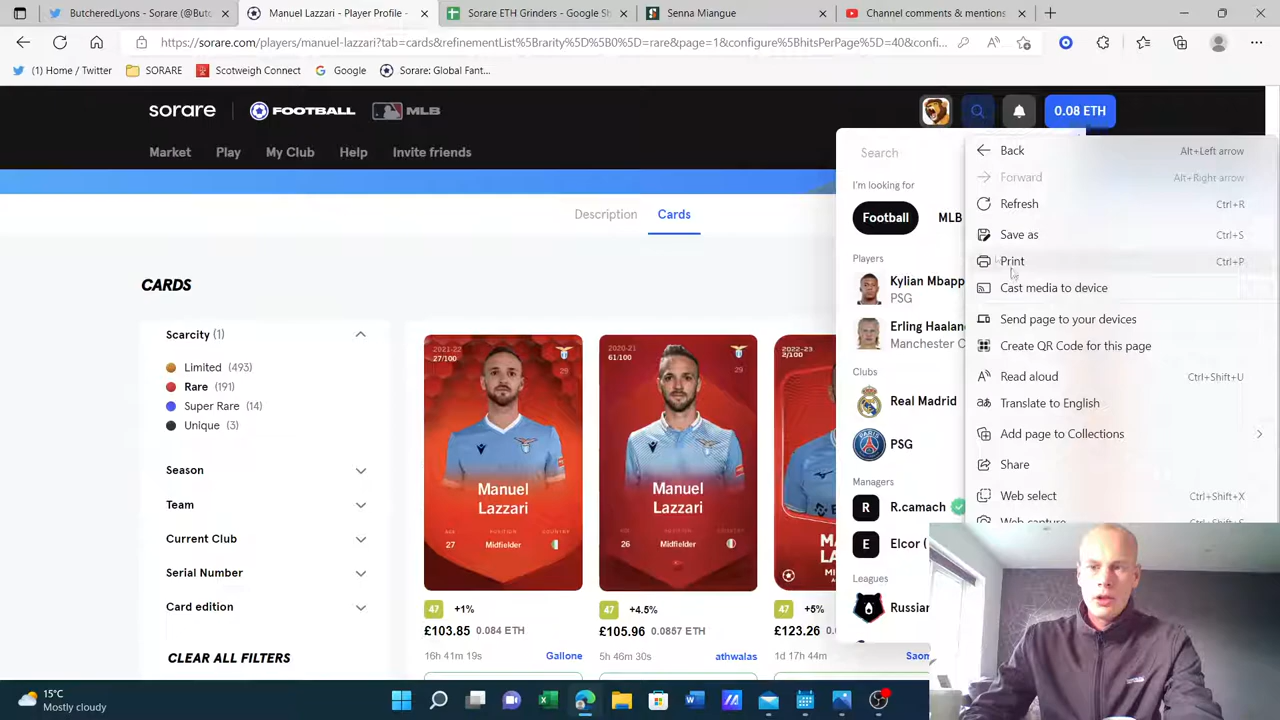 ButcheredLyons - Sorare (@Butc
Manuel Lazzari - Player Profile -
Sorare ETH Grinders - Google Sh
Senna Miangue
Channel comments & mentions
https://sorare.com/players/manuel-lazzari?tab=cards&refinementList%5Brarity%5D%5B0%5D=rare&page=1&configure%5BhitsPerPage%5D=40&confi...
(1) Home / Twitter
SORARE
Scotweigh Connect
Google
Sorare: Global Fant...
sorare
FOOTBALL
MLB
0.08 ETH
Market
Play
My Club
Help
Invite friends
Description
Cards
CARDS
Scarcity (1)
Limited (493)
Rare (191)
Super Rare (14)
Unique (3)
Season
Team
Current Club
Serial Number
Card edition
CLEAR ALL FILTERS
2021-22
27/100
29
Manuel
Lazzari
27
Midfielder
47
+1%
£103.85
0.084 ETH
16h 41m 19s
Gallone
2020-21
61/100
29
Manuel
Lazzari
26
Midfielder
47
+4.5%
£105.96
0.0857 ETH
5h 46m 30s
athwalas
2022-23
2/100
47
+5%
£123.26
1d 17h 44m
Saom
Search
I'm looking for
Football
MLB
Players
Kylian Mbapp
PSG
Erling Haalan
Manchester C
Clubs
Real Madrid
PSG
Managers
R
R.camach
E
Elcor (
Leagues
Russian
Back
Alt+Left arrow
Forward
Alt+Right arrow
Refresh
Ctrl+R
Save as
Ctrl+S
Print
Ctrl+P
Cast media to device
Send page to your devices
Create QR Code for this page
Read aloud
Ctrl+Shift+U
Translate to English
Add page to Collections
Share
Web select
Ctrl+Shift+X
Web capture
Ctrl+Shift+S
15°C
Mostly cloudy